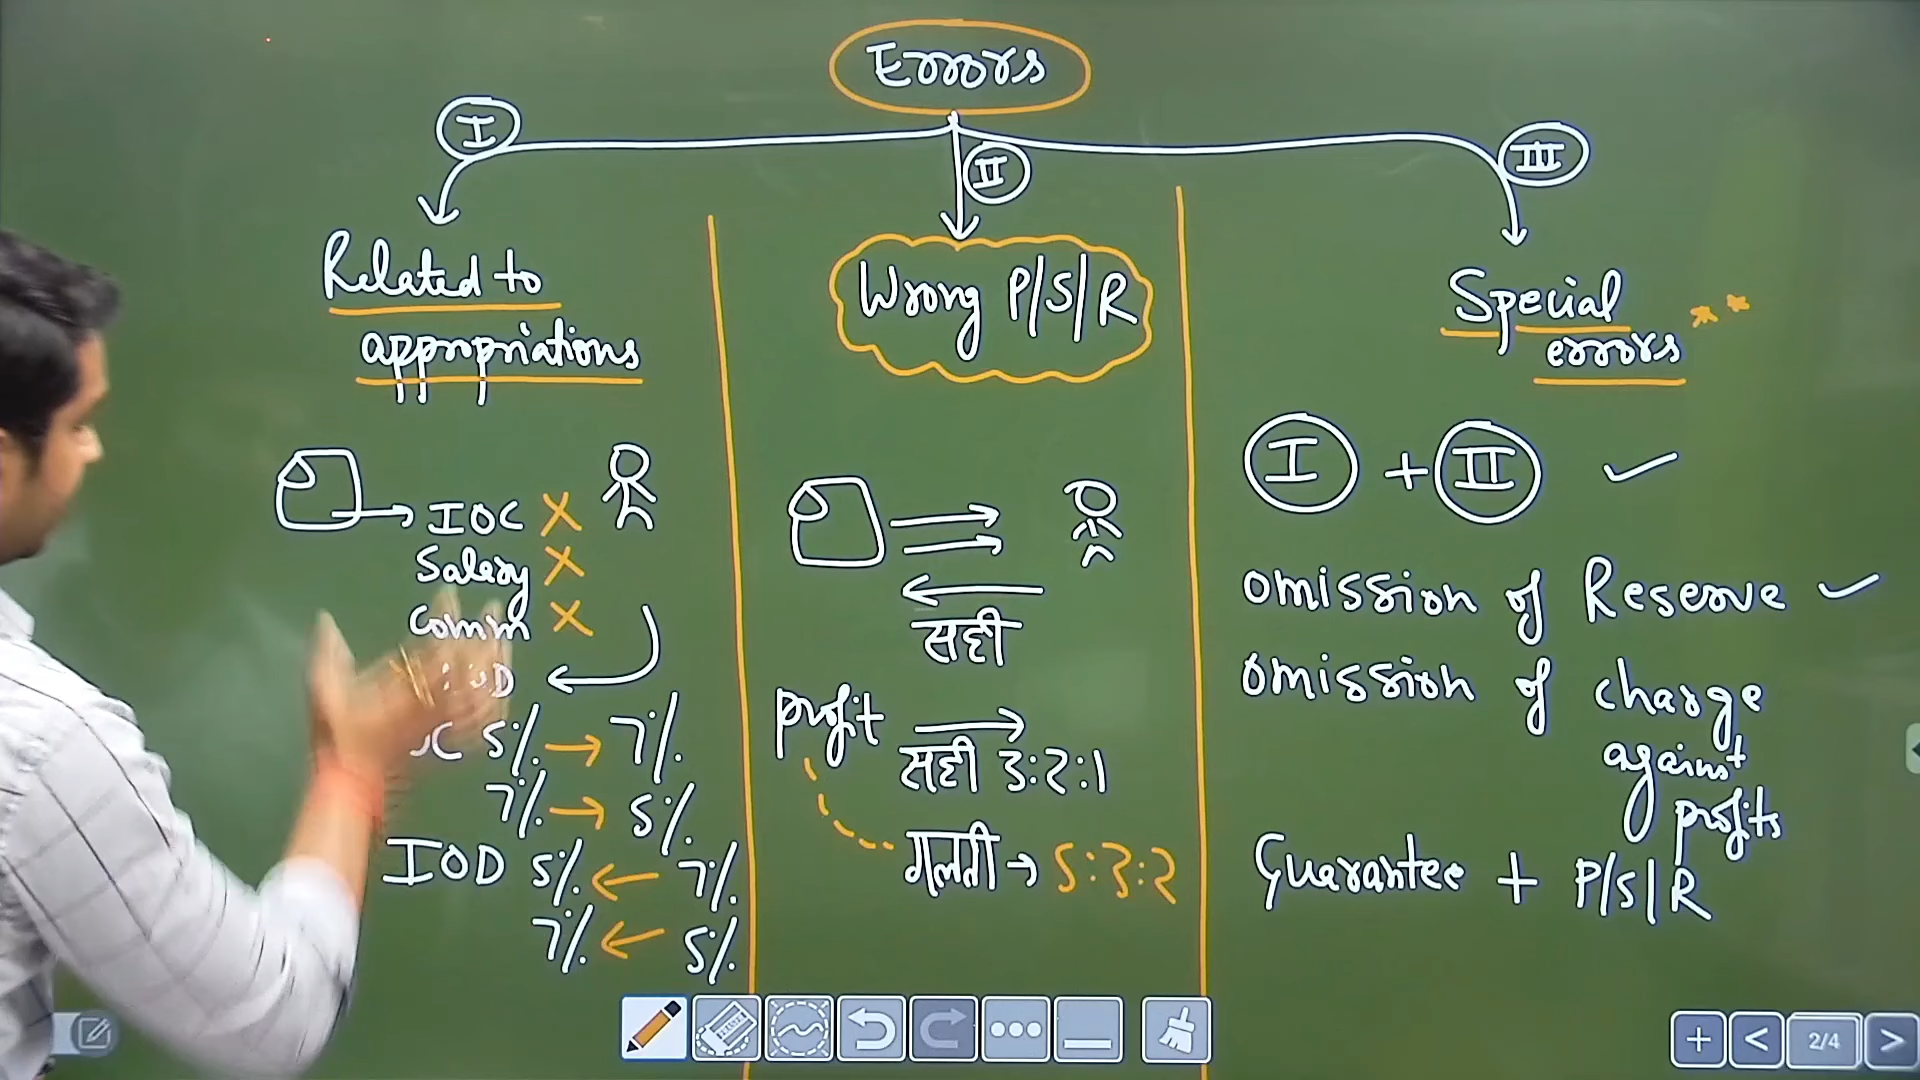 Errors
I
II
III
Related to
appropriations
Wrong P/S/R
Special
errors **
IOC X
Salary X
Comm X
D
C 5% → 7%
7% → 5%
IOD 5% ← 7%
7% ← 5%
सही
profit
सही 3:2:1
गलती → 5:3:2
I + II ✓
omission of Reserve ✓
omission of charge
against
profits
Guarantee + P/S/R
2/4